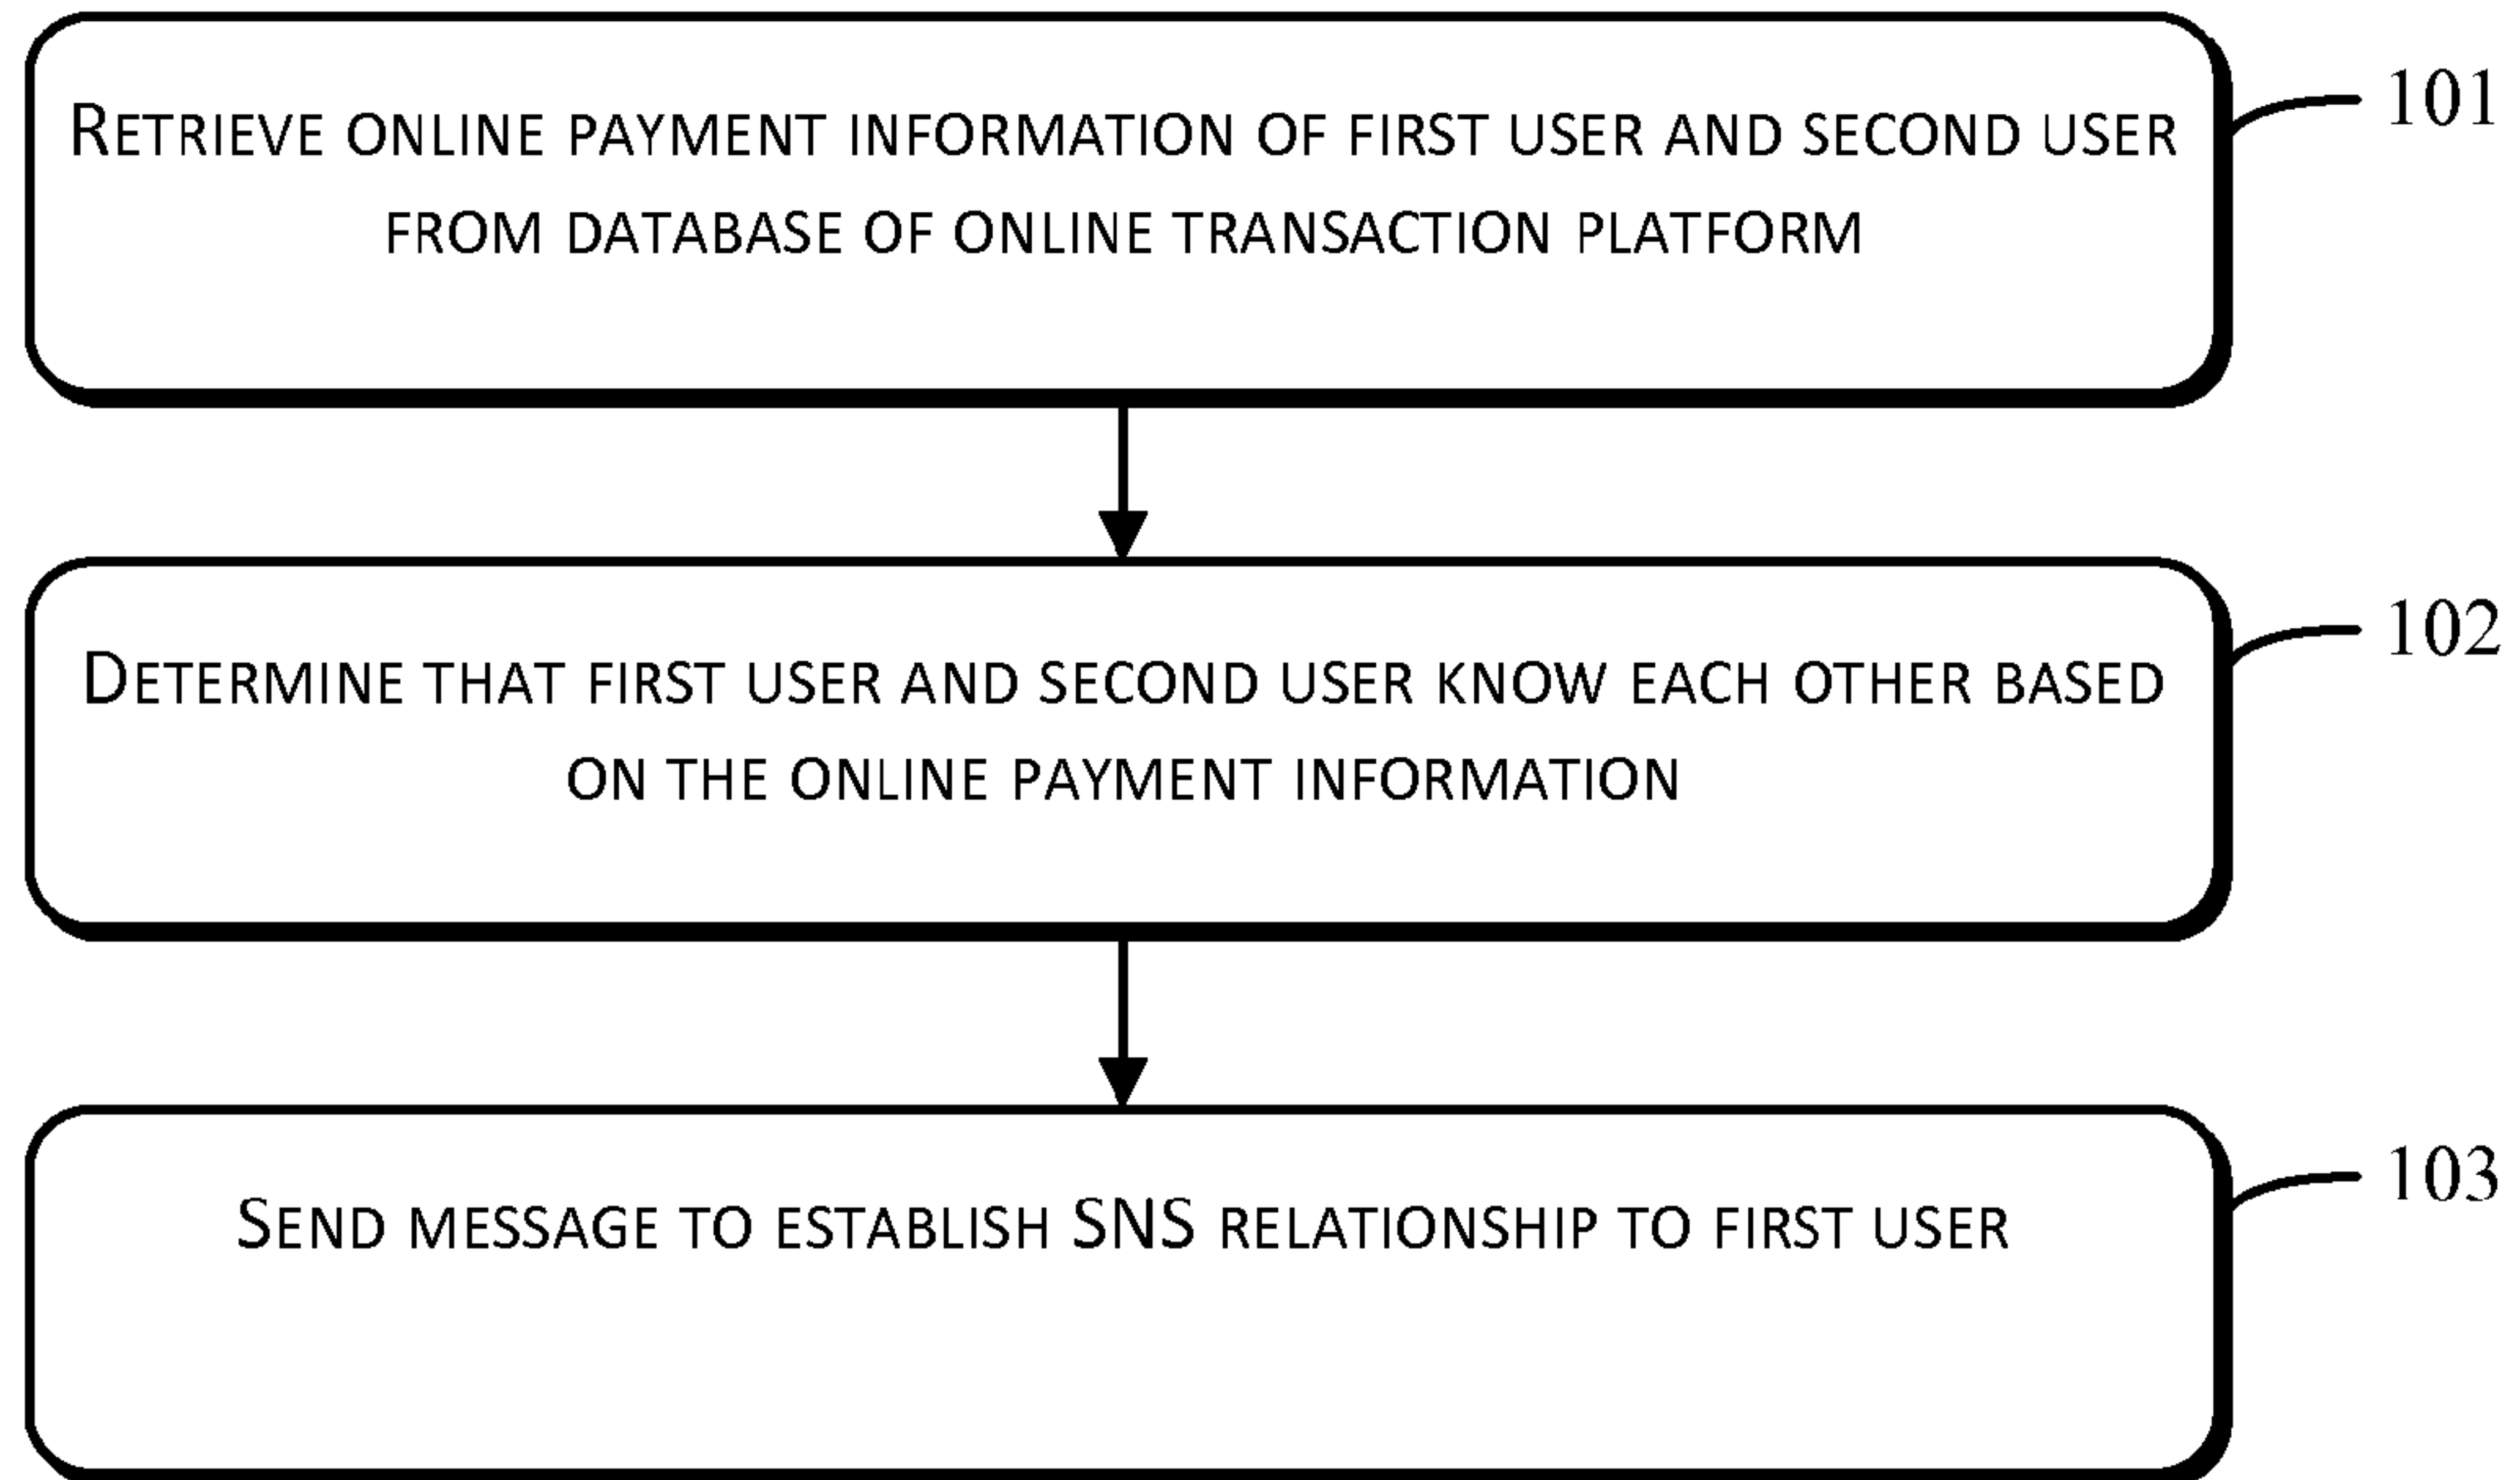 Retrieve online payment information of first user and second user
101
from database of online transaction platform
Determine that first user and second user know each other based
102
on the online payment information
Send message to establish SNS relationship to first user
103